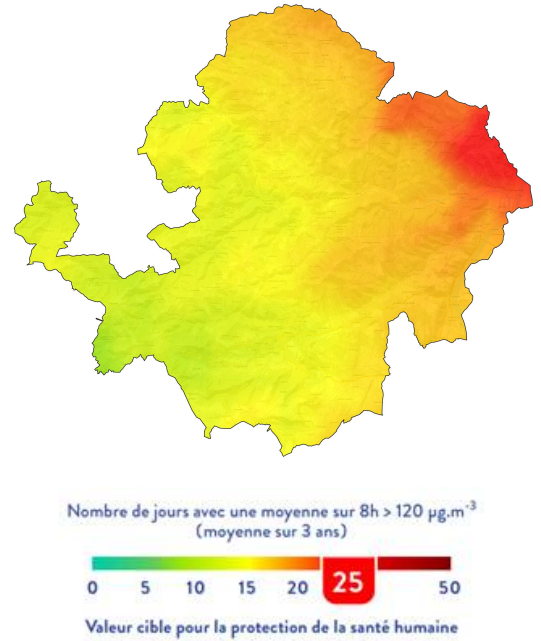 Nombre de jours avec une moyenne sur 8h > 120 µg.m⁻³
(moyenne sur 3 ans)
0 5 10 15 20 25 50
Valeur cible pour la protection de la santé humaine